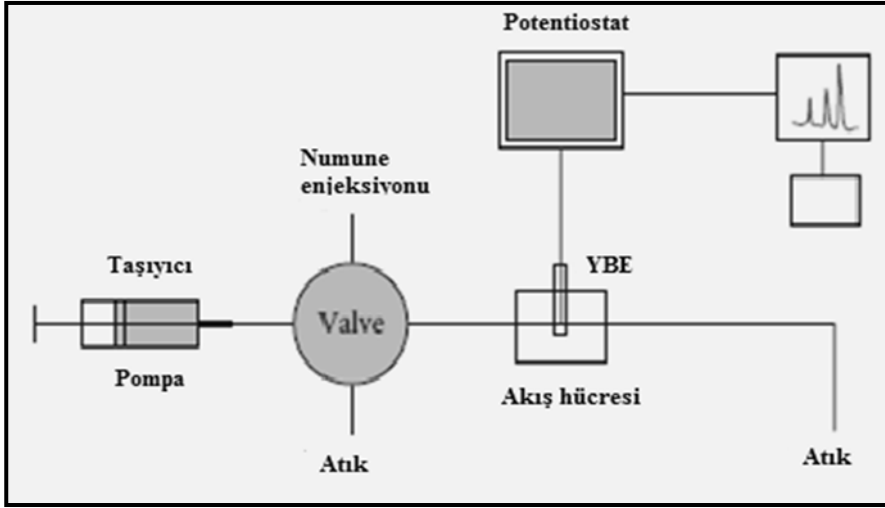 Potentiostat
Numune
enjeksiyonu
Taşıyıcı
YBE
Valve
Pompa
Akış hücresi
Atık
Atık